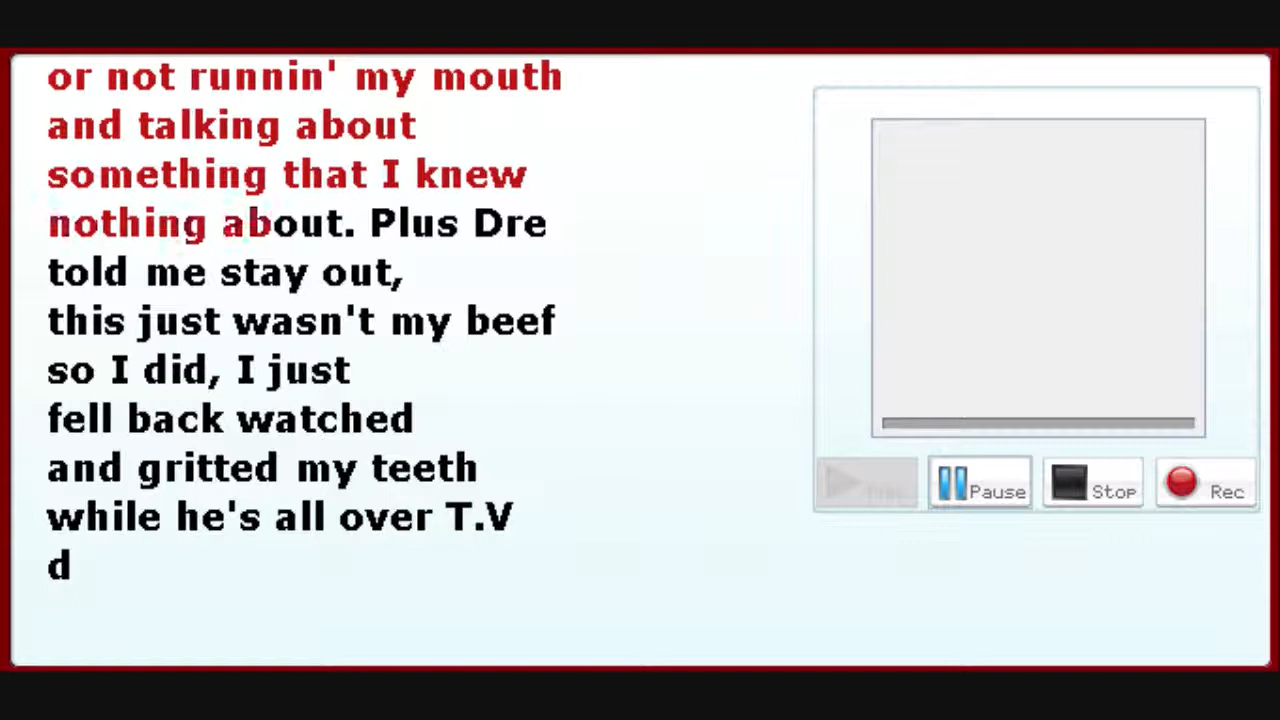 or not runnin' my mouth
and talking about
something that I knew
nothing about. Plus Dre
told me stay out,
this just wasn't my beef
so I did, I just
fell back watched
and gritted my teeth
while he's all over T.V
d
Pause
Stop
Rec